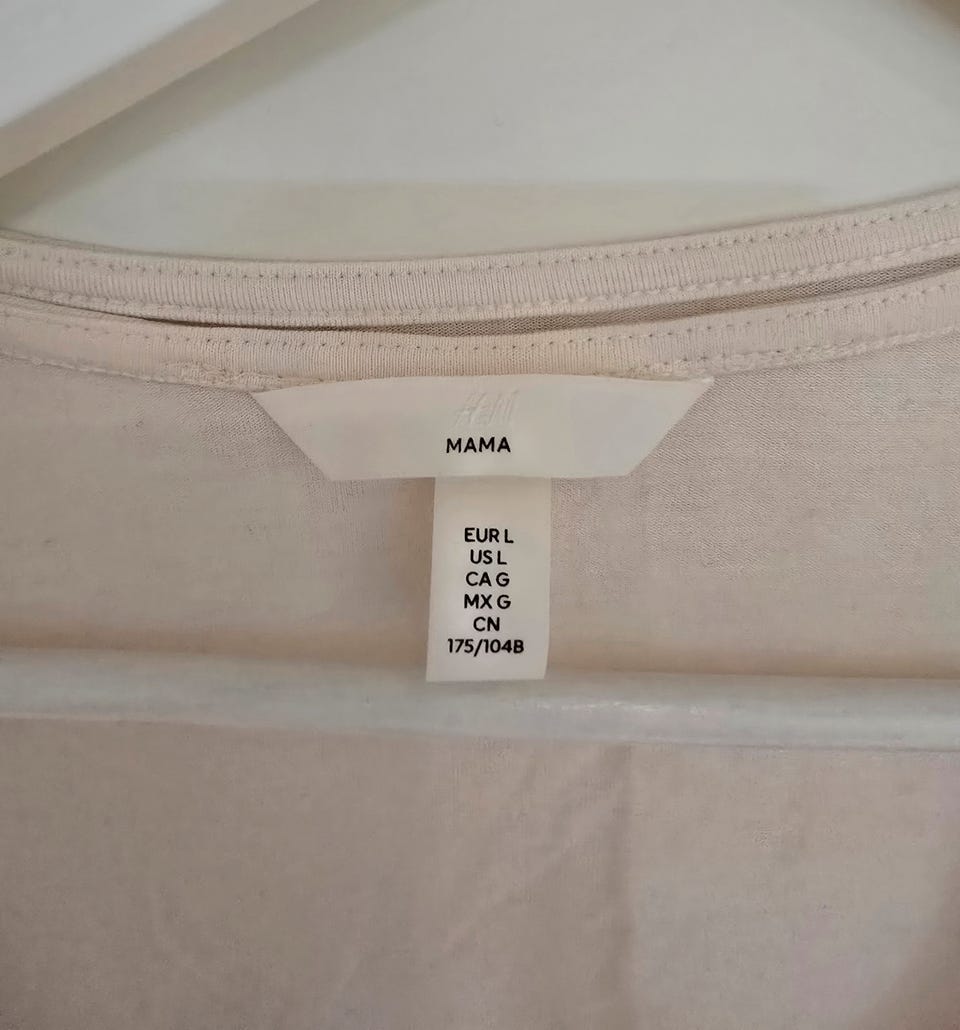 H&M
MAMA
EUR L
US L
CA G
MX G
CN
175/104B